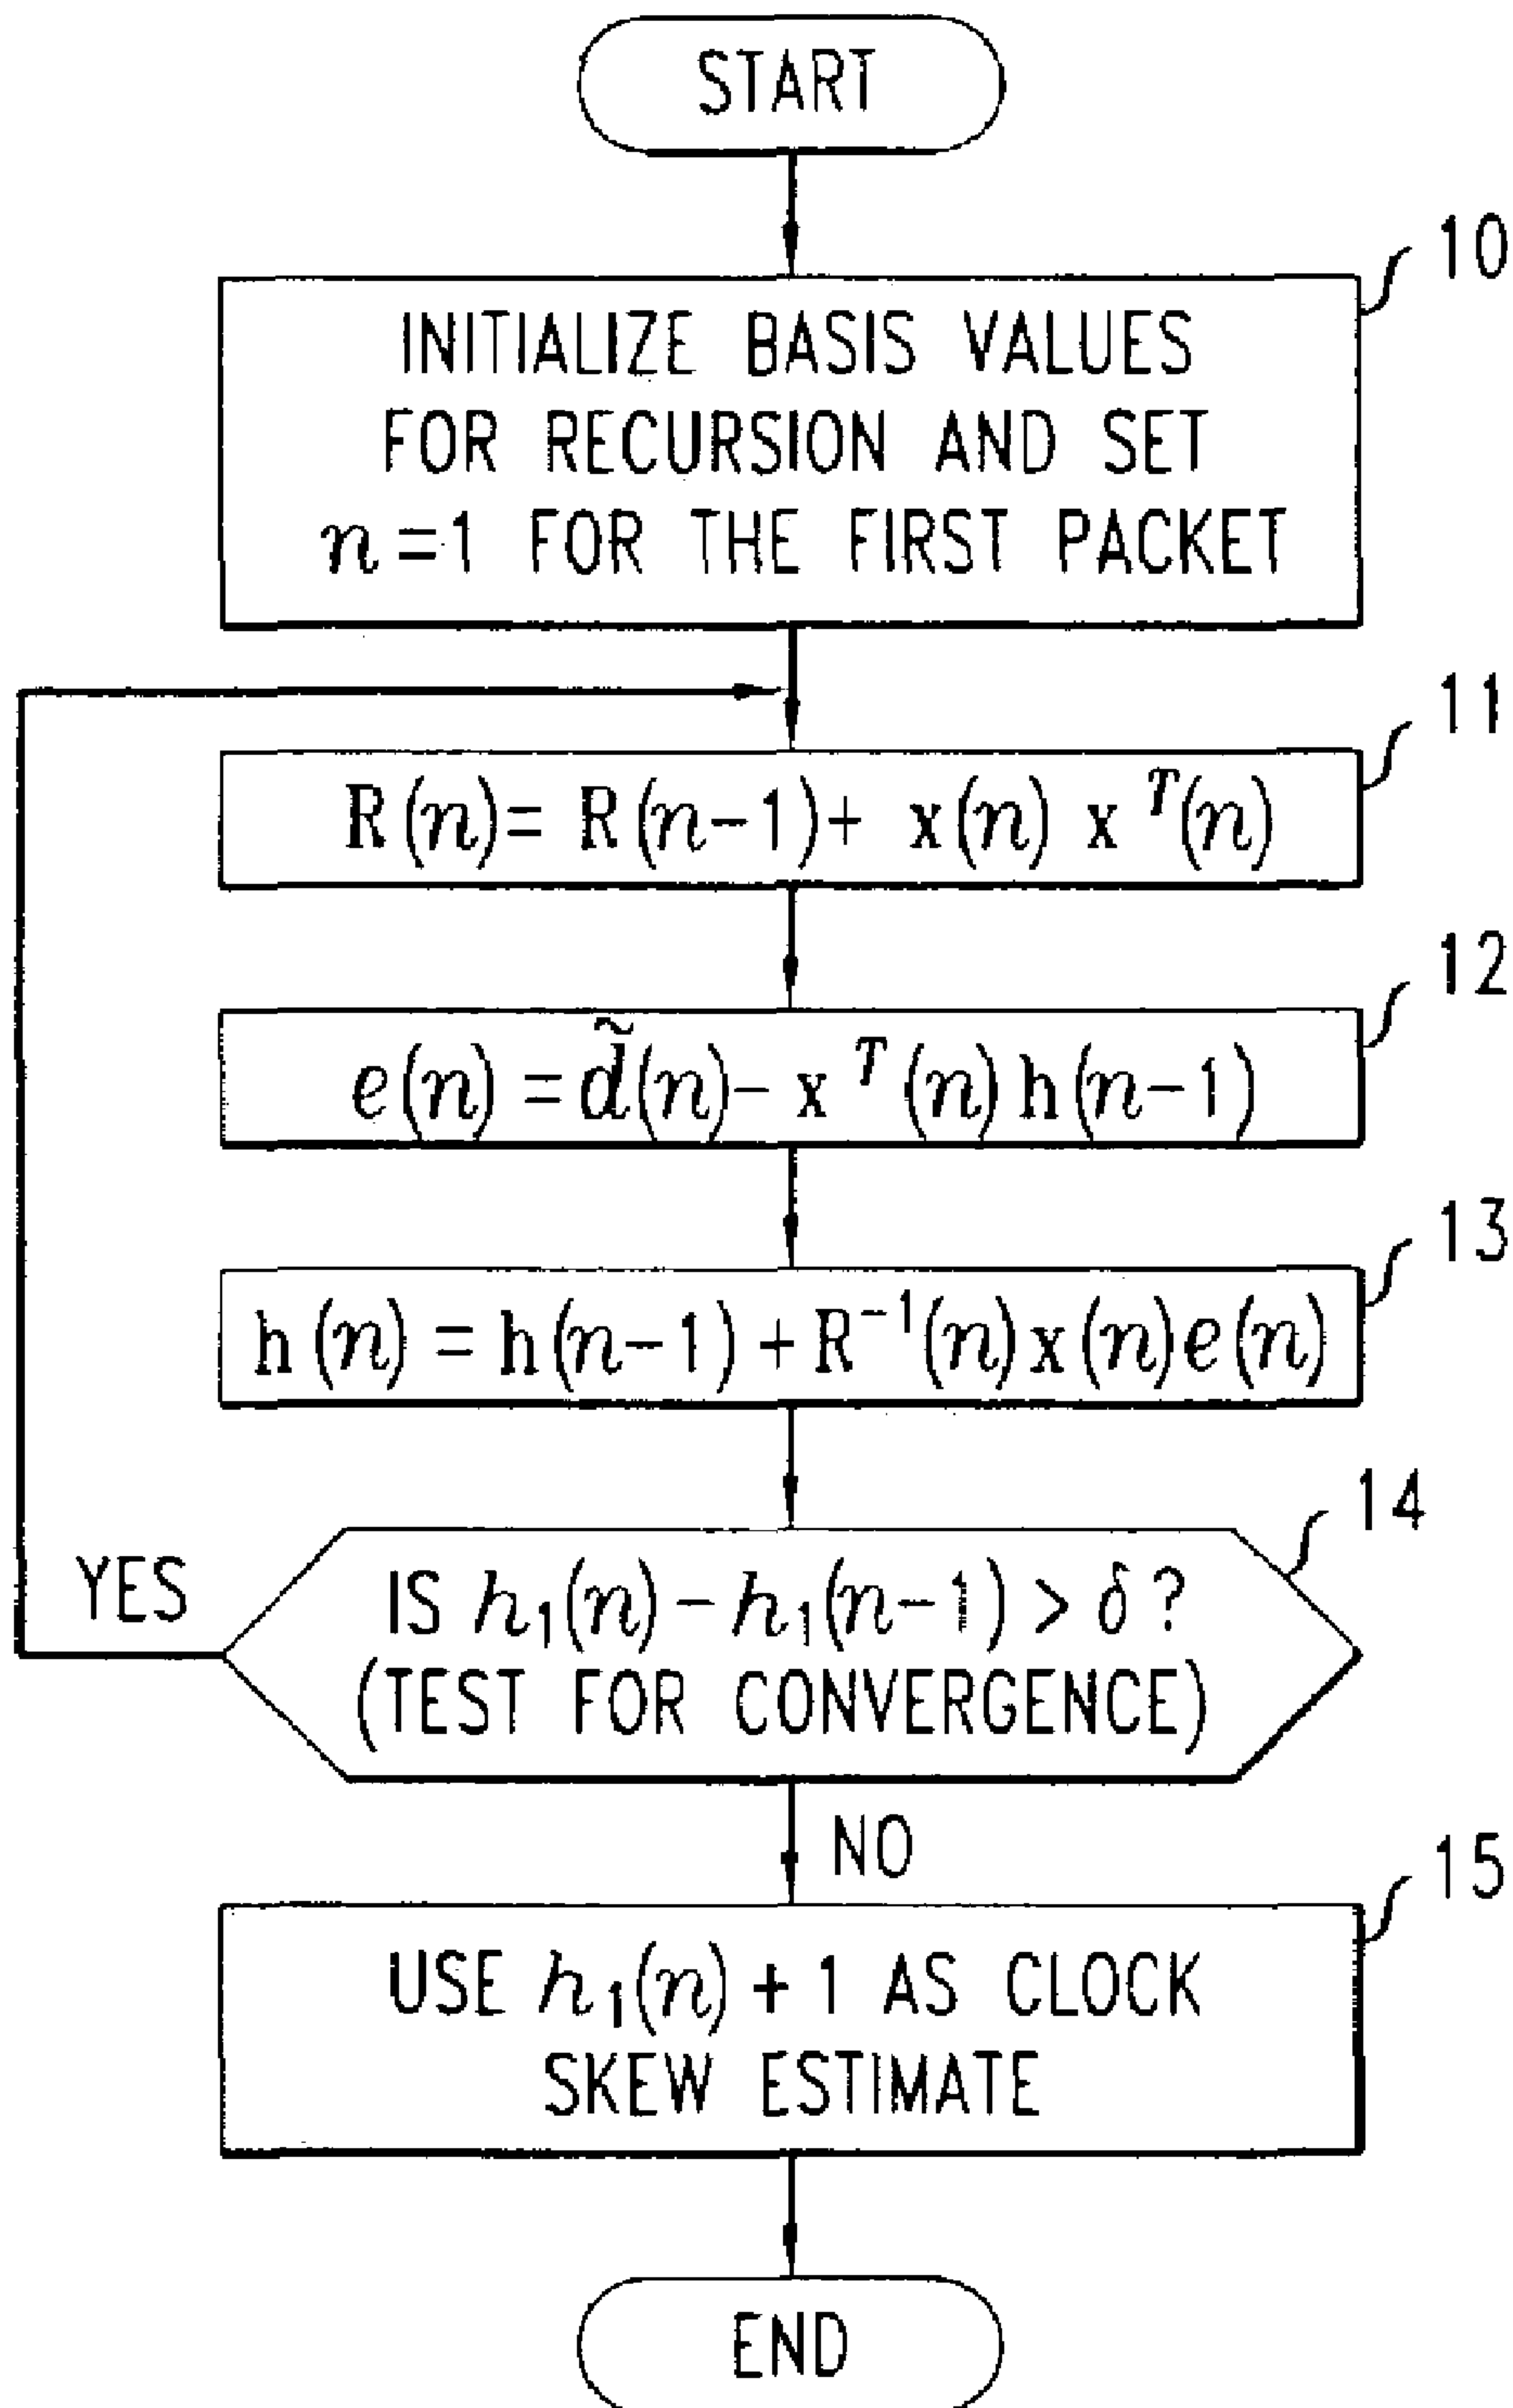 START
10
INITIALIZE BASIS VALUES
FOR RECURSION AND SET
n=1 FOR THE FIRST PACKET
11
R(n)= R(n-1)+ x(n) xᵀ(n)
12
e(n) = d̃(n)- xᵀ(n)h(n-1)
13
h(n) = h(n-1) + R⁻¹(n)x(n)e(n)
14
YES
IS h₁(n)-h₁(n-1) > δ?
(TEST FOR CONVERGENCE)
NO
15
USE h₁(n)+1 AS CLOCK
SKEW ESTIMATE
END